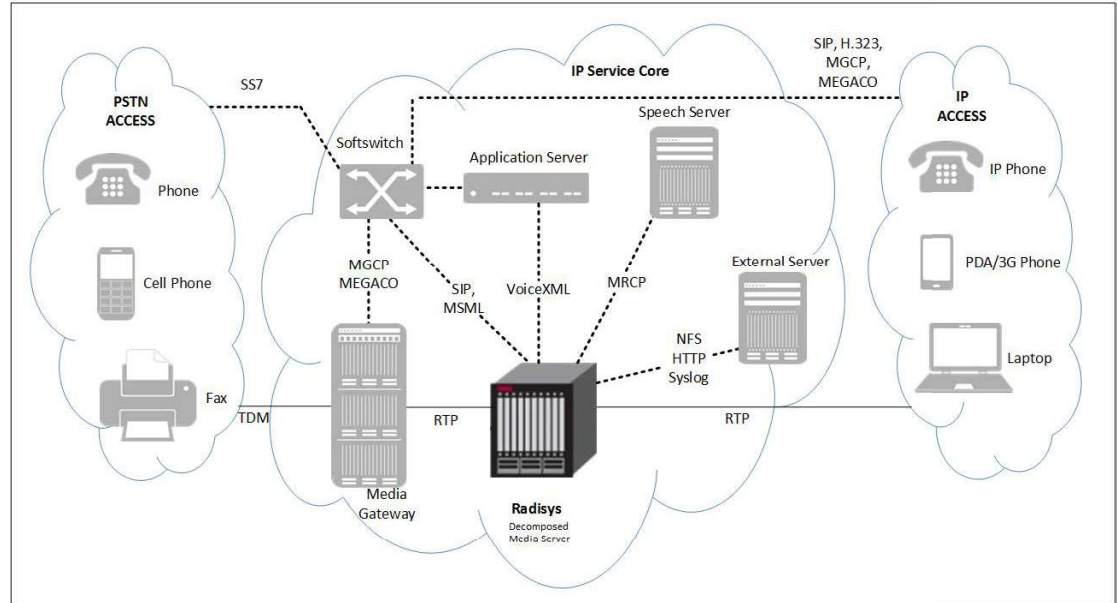 SIP, H.323,
MGCP,
MEGACO
IP Service Core
SS7
PSTN
ACCESS
IP
ACCESS
Speech Server
Softswitch
Application Server
Phone
IP Phone
External Server
MGCP
MEGACO
Cell Phone
SIP,
MSML
VoiceXML
MRCP
PDA/3G Phone
NFS
HTTP
Syslog
Laptop
Fax
TDM
RTP
RTP
Media
Gateway
Radisys
Decomposed
Media Server